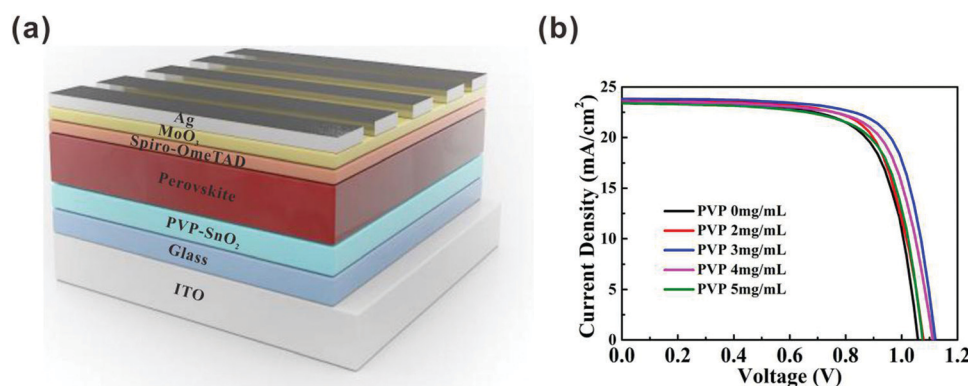 (a)
Ag
MoO3
Spiro-OmeTAD
Perovskite
PVP-SnO2
Glass
ITO
(b)
Current Density (mA/cm²)
25
20
15
10
5
0
PVP 0mg/mL
PVP 2mg/mL
PVP 3mg/mL
PVP 4mg/mL
PVP 5mg/mL
0.0 0.2 0.4 0.6 0.8 1.0 1.2
Voltage (V)